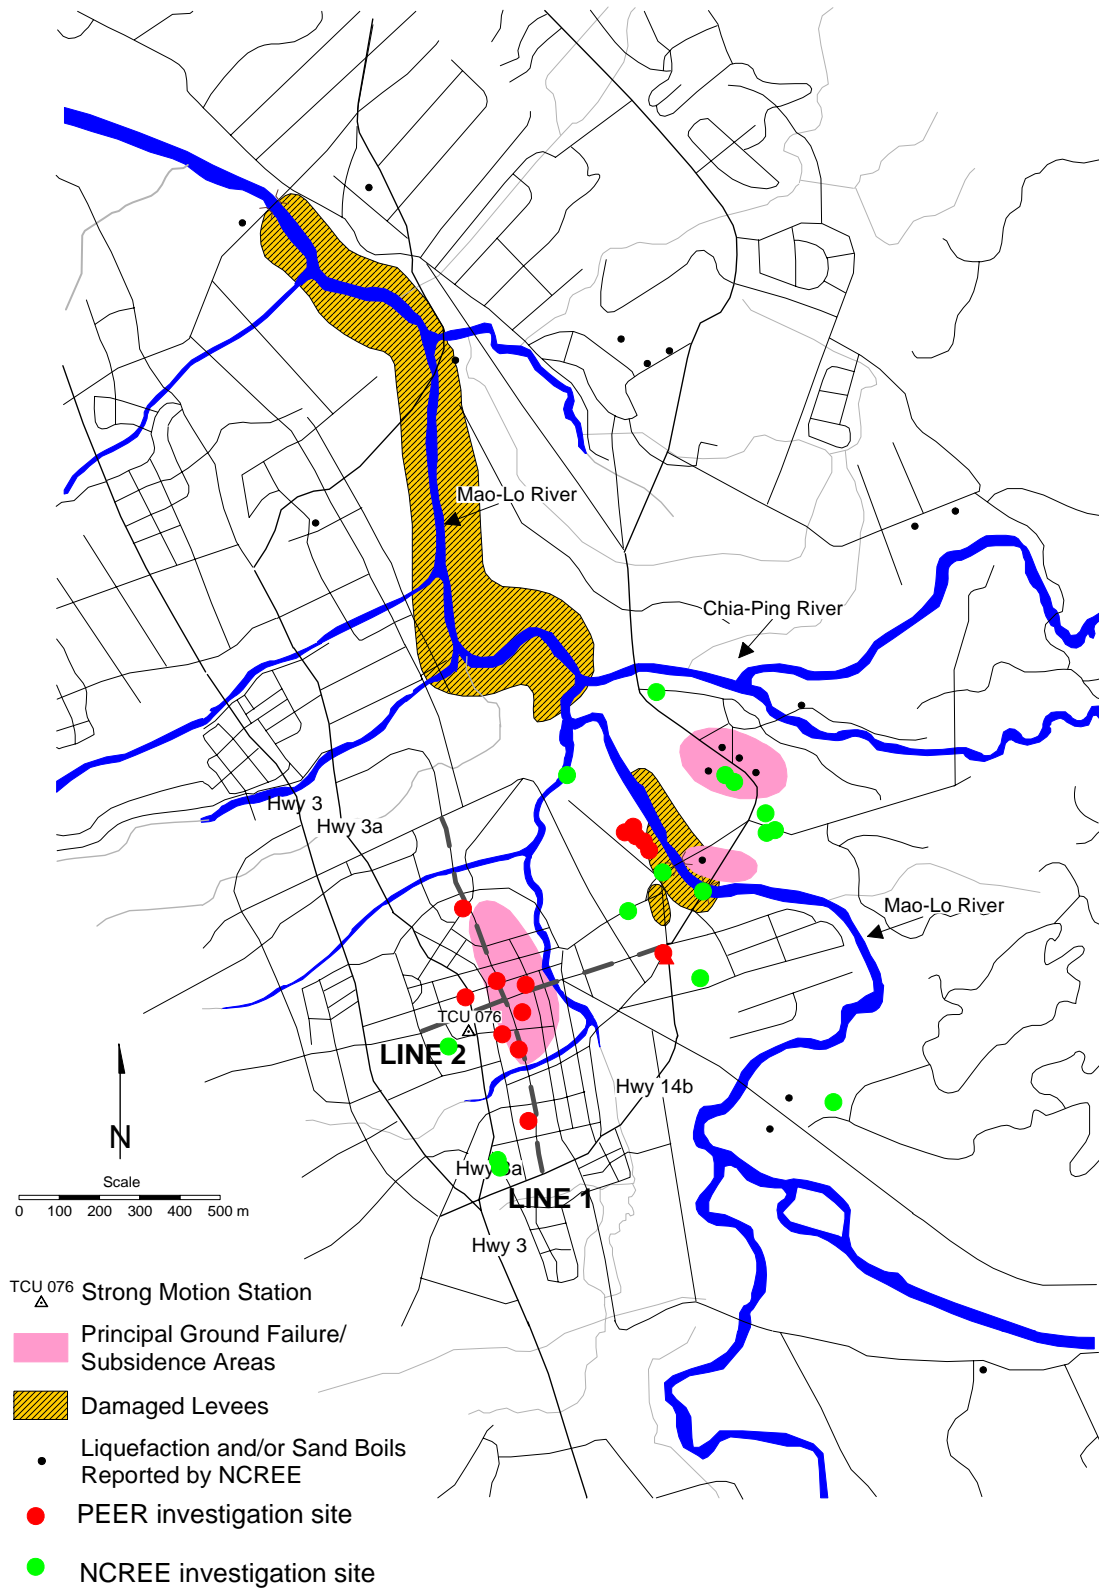 Mao-Lo River
Chia-Ping River
Hwy 3
Hwy 3a
Mao-Lo River
TCU 076
LINE 2
Hwy 14b
N
Hwy 3a
Scale
0 100 200 300 400 500 m
LINE 1
Hwy 3
TCU 076 Strong Motion Station
Principal Ground Failure/
Subsidence Areas
Damaged Levees
Liquefaction and/or Sand Boils
Reported by NCREE
PEER investigation site
NCREE investigation site